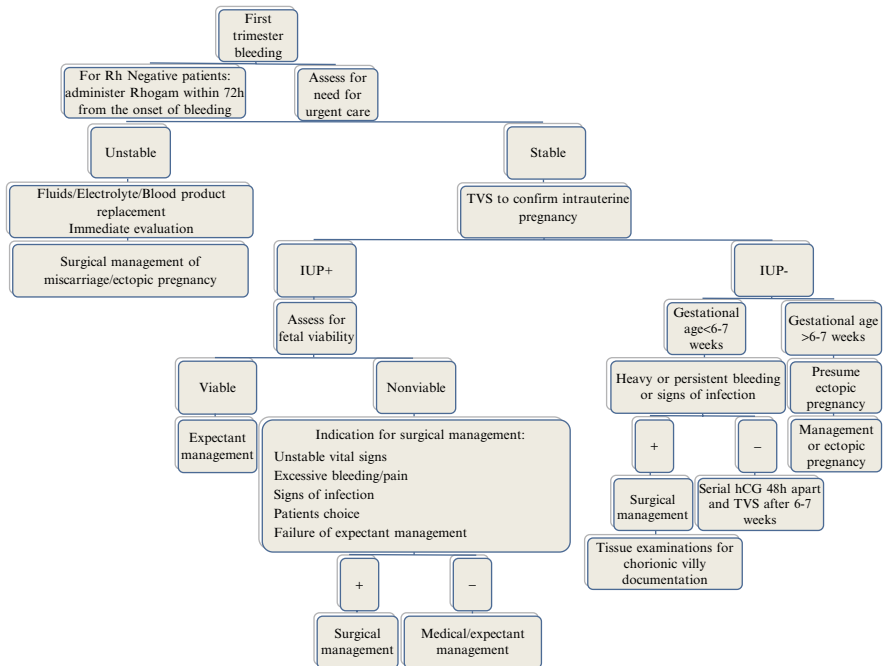 First
trimester
bleeding
For Rh Negative patients:
administer Rhogam within 72h
from the onset of bleeding
Assess for
need for
urgent care
Unstable
Stable
Fluids/Electrolyte/Blood product
replacement
Immediate evaluation
TVS to confirm intrauterine
pregnancy
Surgical management of
miscarriage/ectopic pregnancy
IUP+
IUP-
Assess for
fetal viability
Gestational
age<6-7
weeks
Gestational age
>6-7 weeks
Viable
Nonviable
Heavy or persistent bleeding
or signs of infection
Presume
ectopic
pregnancy
Expectant
management
Indication for surgical management:
Unstable vital signs
Excessive bleeding/pain
Signs of infection
Patients choice
Failure of expectant management
+
–
Management
or ectopic
pregnancy
Surgical
management
Serial hCG 48h apart
and TVS after 6-7
weeks
Tissue examinations for
chorionic villy
documentation
+
–
Surgical
management
Medical/expectant
management